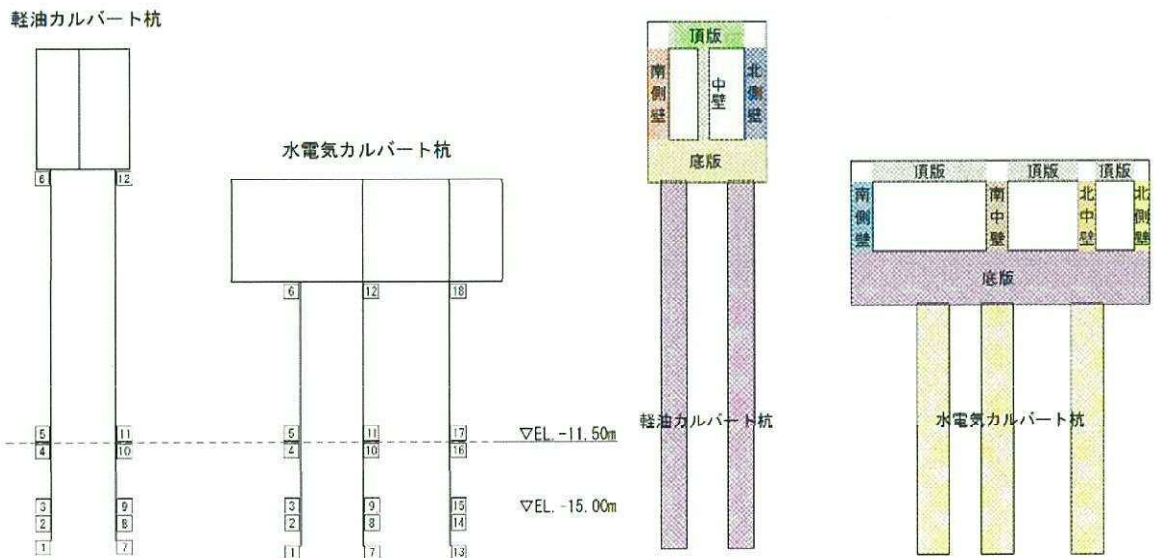 軽油カルバート杭
6 12
5 11
4 10
3 9
2 8
1 7
水電気カルバート杭
6 12 18
5 11 17
▽EL.-11.50m
4 10 16
3 9 15
▽EL.-15.00m
2 8 14
1 7 13
頂版
南側壁
中壁
北側壁
底版
軽油カルバート杭
頂版 頂版 頂版
南側壁
南中壁
北中壁
北側壁
底版
水電気カルバート杭